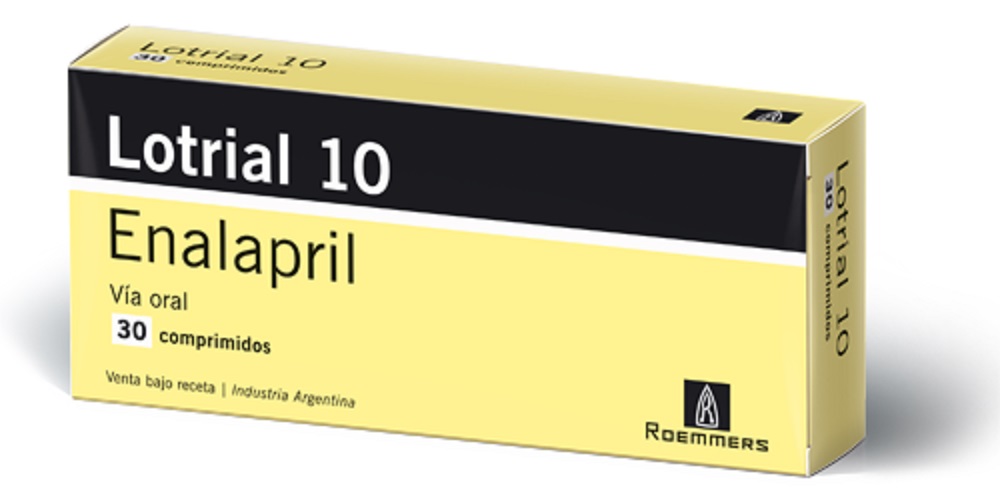 Lotrial 10
30 comprimidos
Lotrial 10
Enalapril
Vía oral
30 comprimidos
Venta bajo receta | Industria Argentina
R
ROEMMERS
Lotrial 10
30 comprimidos